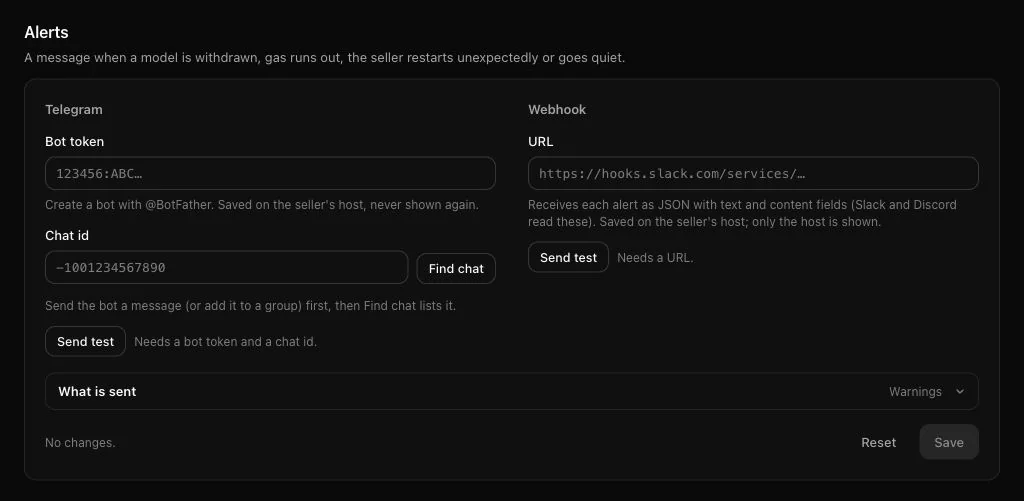 Alerts
A message when a model is withdrawn, gas runs out, the seller restarts unexpectedly or goes quiet.
Telegram
Bot token
123456:ABC…
Create a bot with @BotFather. Saved on the seller's host, never shown again.
Chat id
-1001234567890
Find chat
Send the bot a message (or add it to a group) first, then Find chat lists it.
Send test
Needs a bot token and a chat id.
Webhook
URL
https://hooks.slack.com/services/…
Receives each alert as JSON with text and content fields (Slack and Discord
read these). Saved on the seller's host; only the host is shown.
Send test
Needs a URL.
What is sent
Warnings
No changes.
Reset
Save